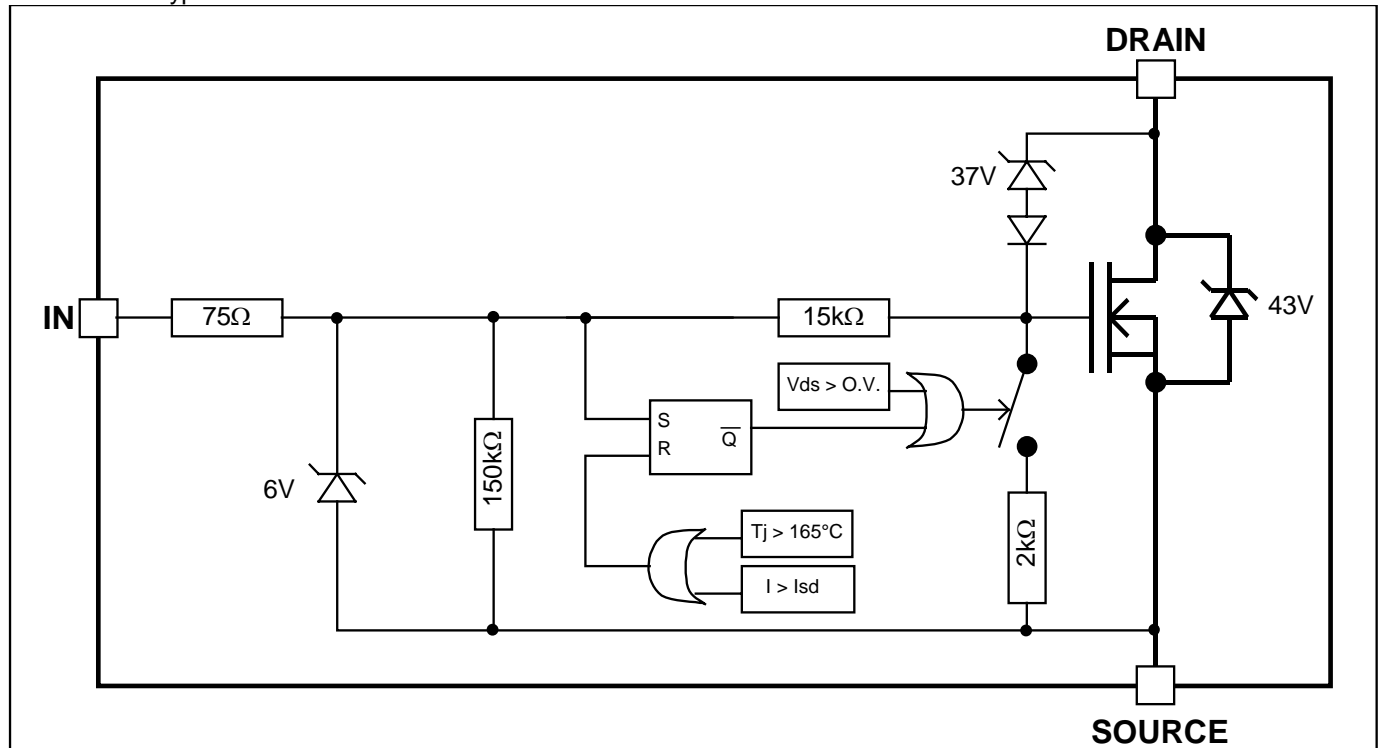 DRAIN
37V
43V
IN
75Ω
15kΩ
Vds > O.V.
S
R
Q̅
150kΩ
6V
Tj > 165°C
I > Isd
2kΩ
SOURCE